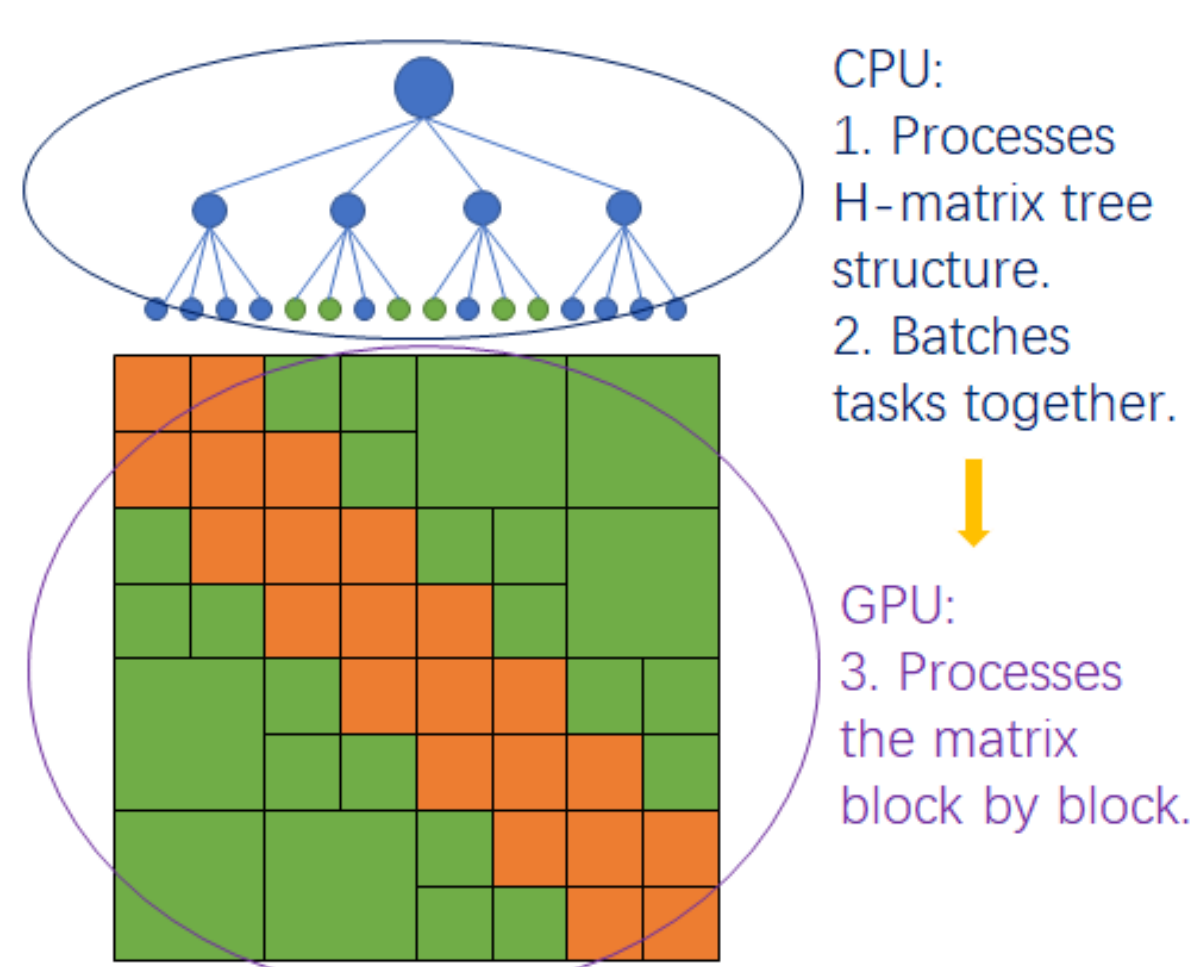 CPU:
1. Processes
H-matrix tree
structure.
2. Batches
tasks together.
GPU:
3. Processes
the matrix
block by block.